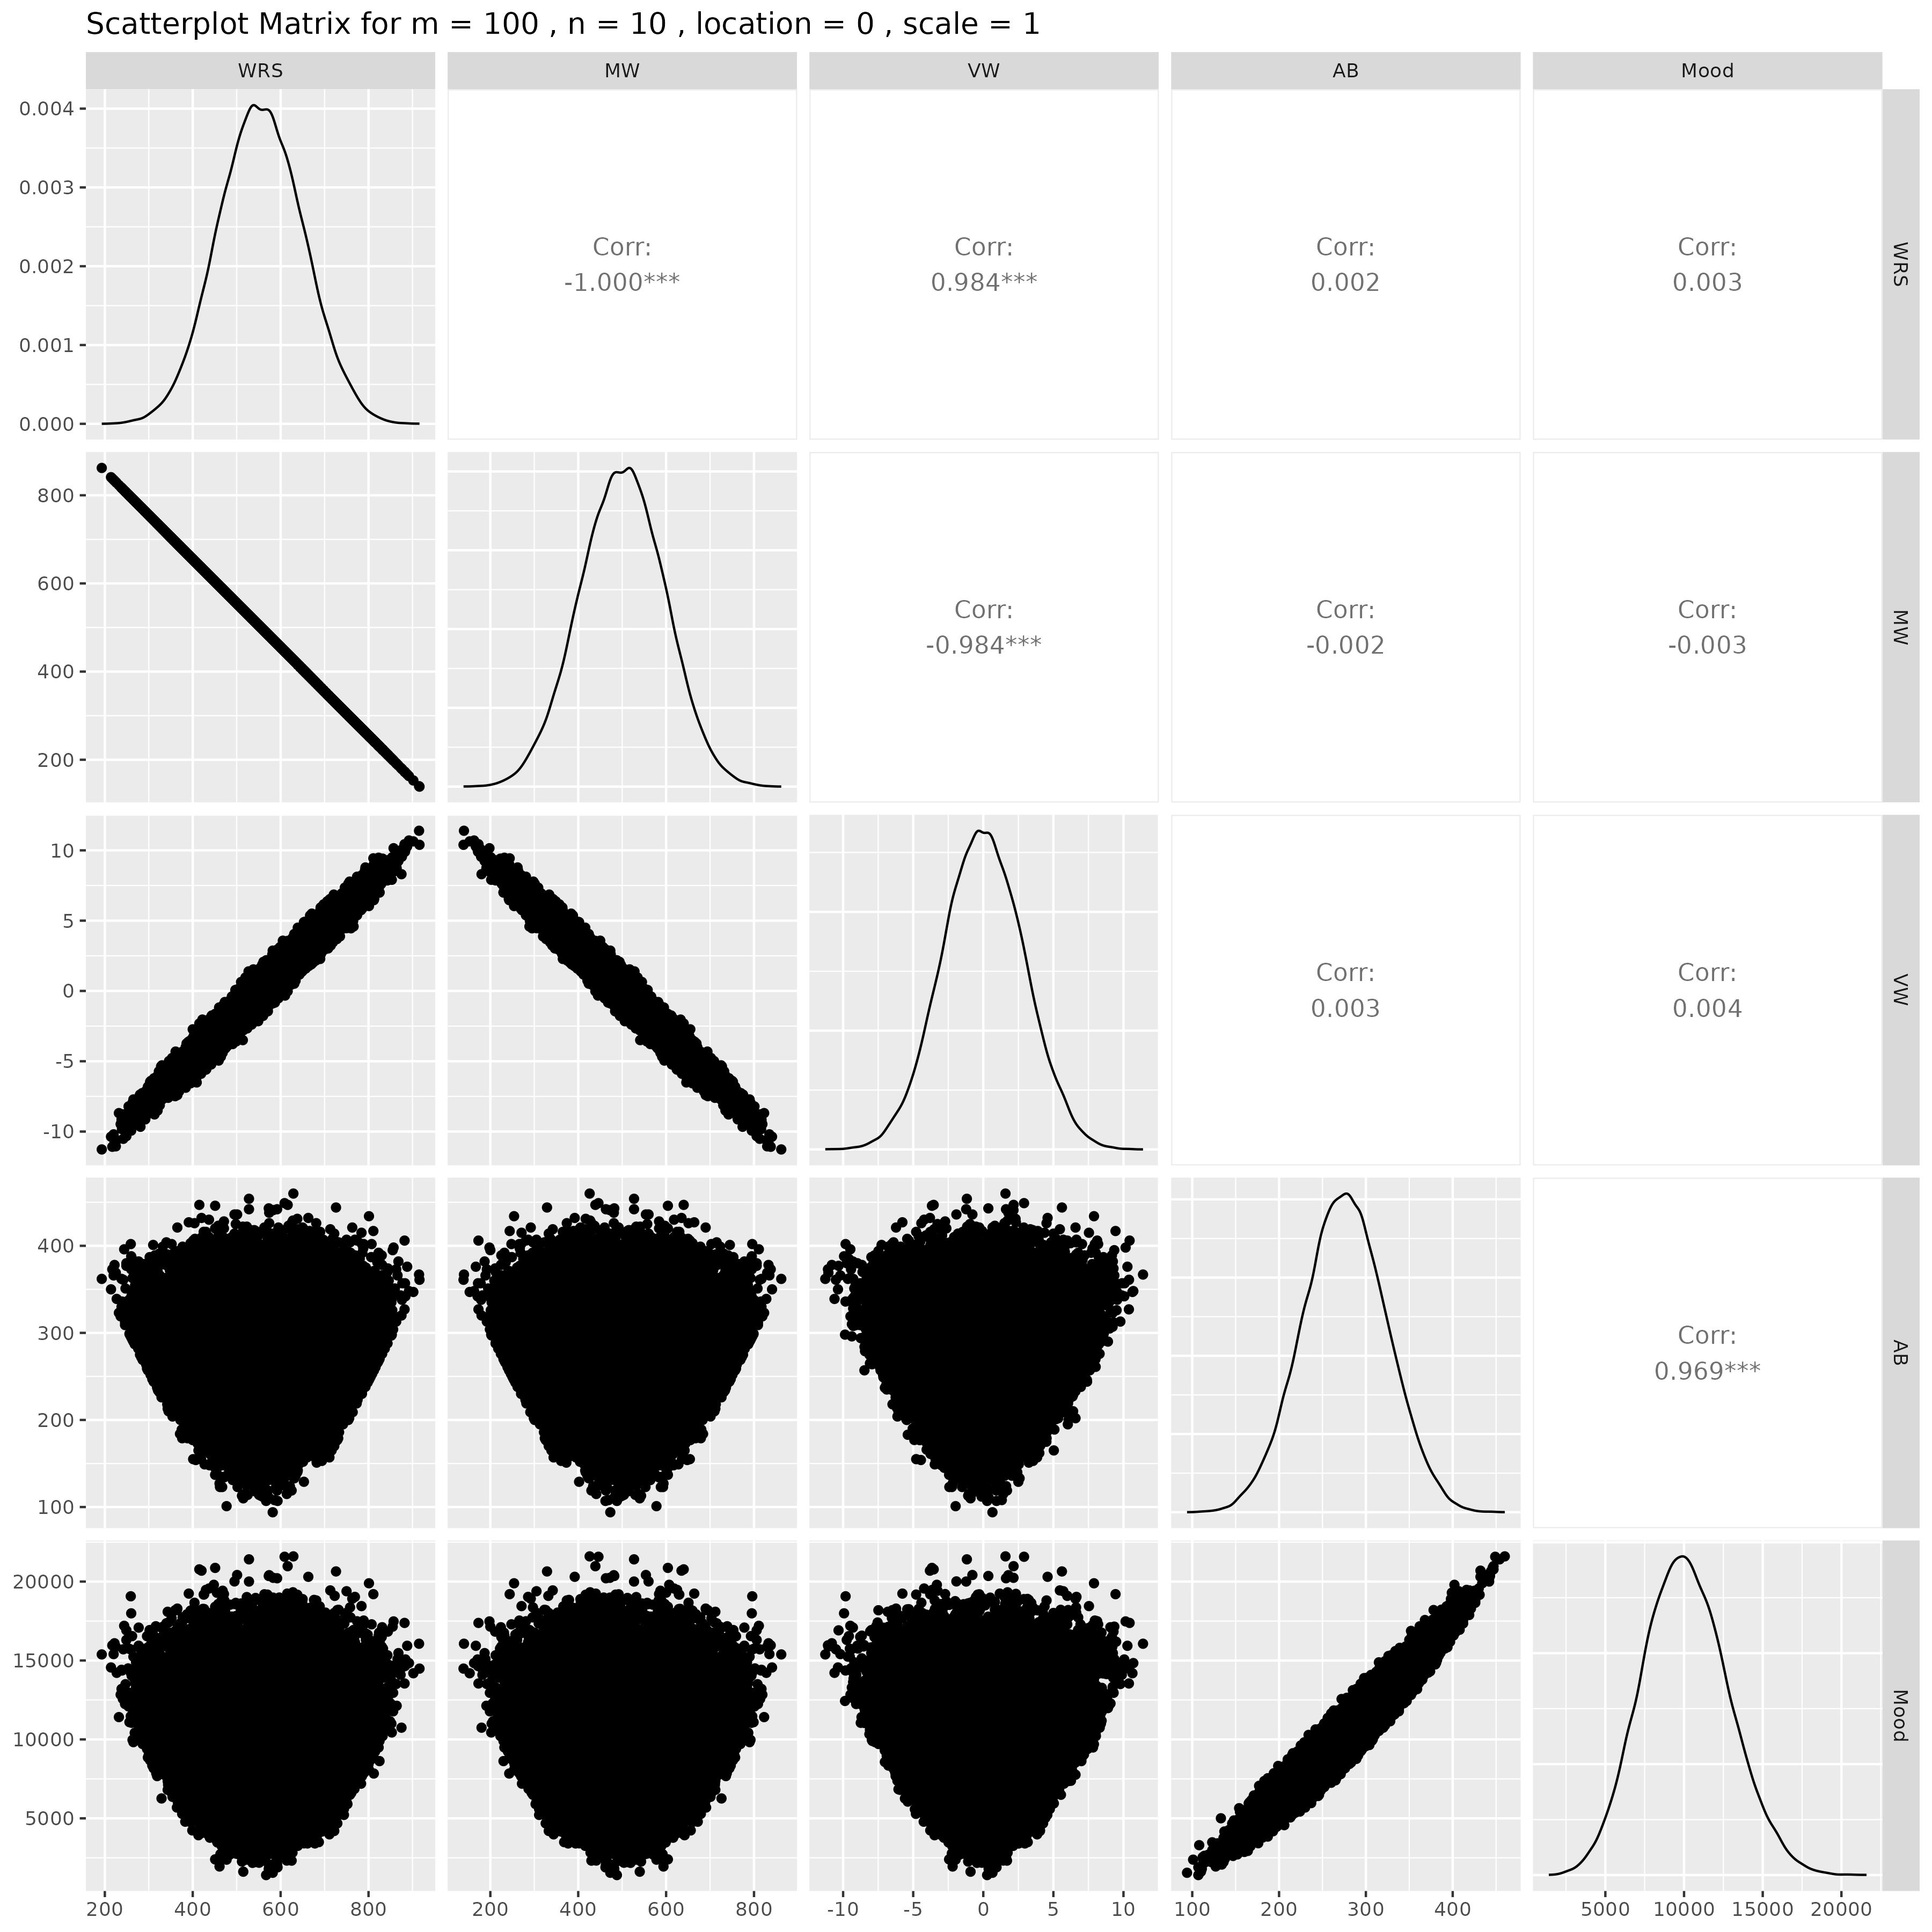 Scatterplot Matrix for m = 100 , n = 10 , location = 0 , scale = 1
WRS MW VW AB Mood
0.004
0.003
0.002
0.001
0.000
Corr:
-1.000***
Corr:
0.984***
Corr:
0.002
Corr:
0.003
WRS
800
600
400
200
Corr:
-0.984***
Corr:
-0.002
Corr:
-0.003
MW
10
5
0
-5
-10
Corr:
0.003
Corr:
0.004
VW
400
300
200
100
Corr:
0.969***
AB
20000
15000
10000
5000
Mood
200 400 600 800 200 400 600 800 -10 -5 0 5 10 100 200 300 400 5000 10000 15000 20000